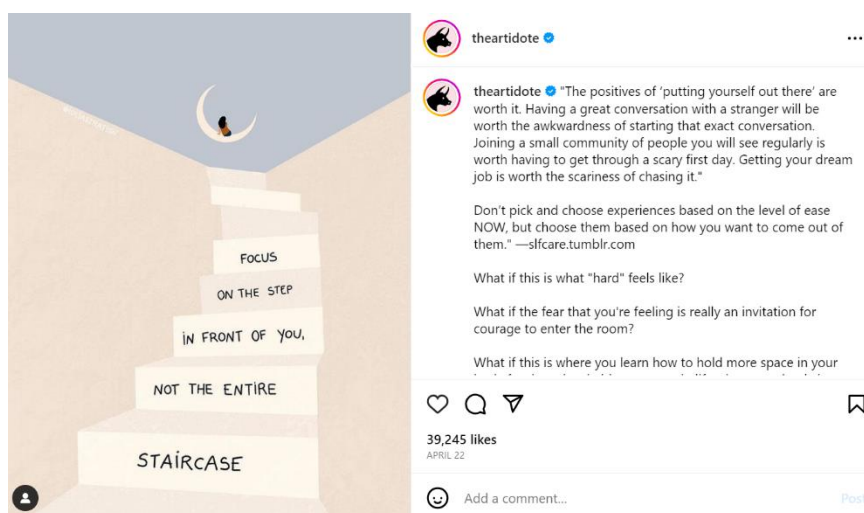 FOCUS
ON THE STEP
IN FRONT OF YOU,
NOT THE ENTIRE
STAIRCASE
theartidote
theartidote "The positives of ‘putting yourself out there’ are
worth it. Having a great conversation with a stranger will be
worth the awkwardness of starting that exact conversation.
Joining a small community of people you will see regularly is
worth having to get through a scary first day. Getting your dream
job is worth the scariness of chasing it."
Don't pick and choose experiences based on the level of ease
NOW, but choose them based on how you want to come out of
them." —slfcare.tumblr.com
What if this is what "hard" feels like?
What if the fear that you're feeling is really an invitation for
courage to enter the room?
What if this is where you learn how to hold more space in your
39,245 likes
APRIL 22
Add a comment...
Post